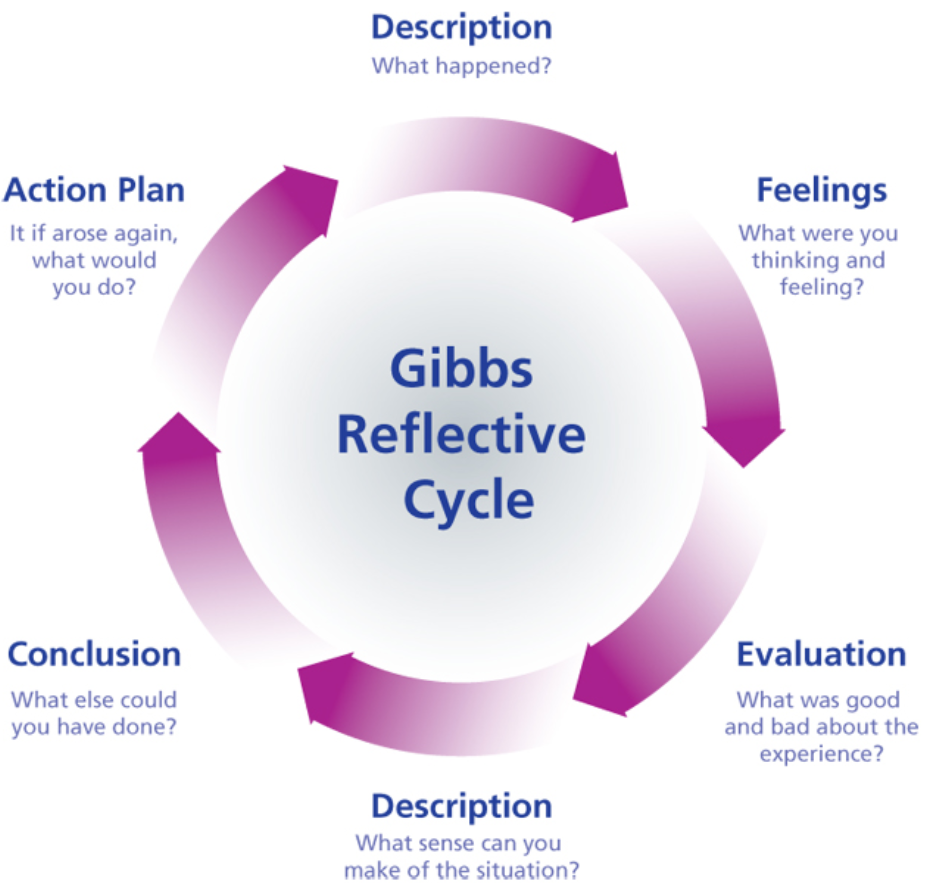 Description
What happened?
Feelings
What were you
thinking and
feeling?
Evaluation
What was good
and bad about the
experience?
Description
What sense can you
make of the situation?
Conclusion
What else could
you have done?
Action Plan
It if arose again,
what would
you do?
Gibbs
Reflective
Cycle